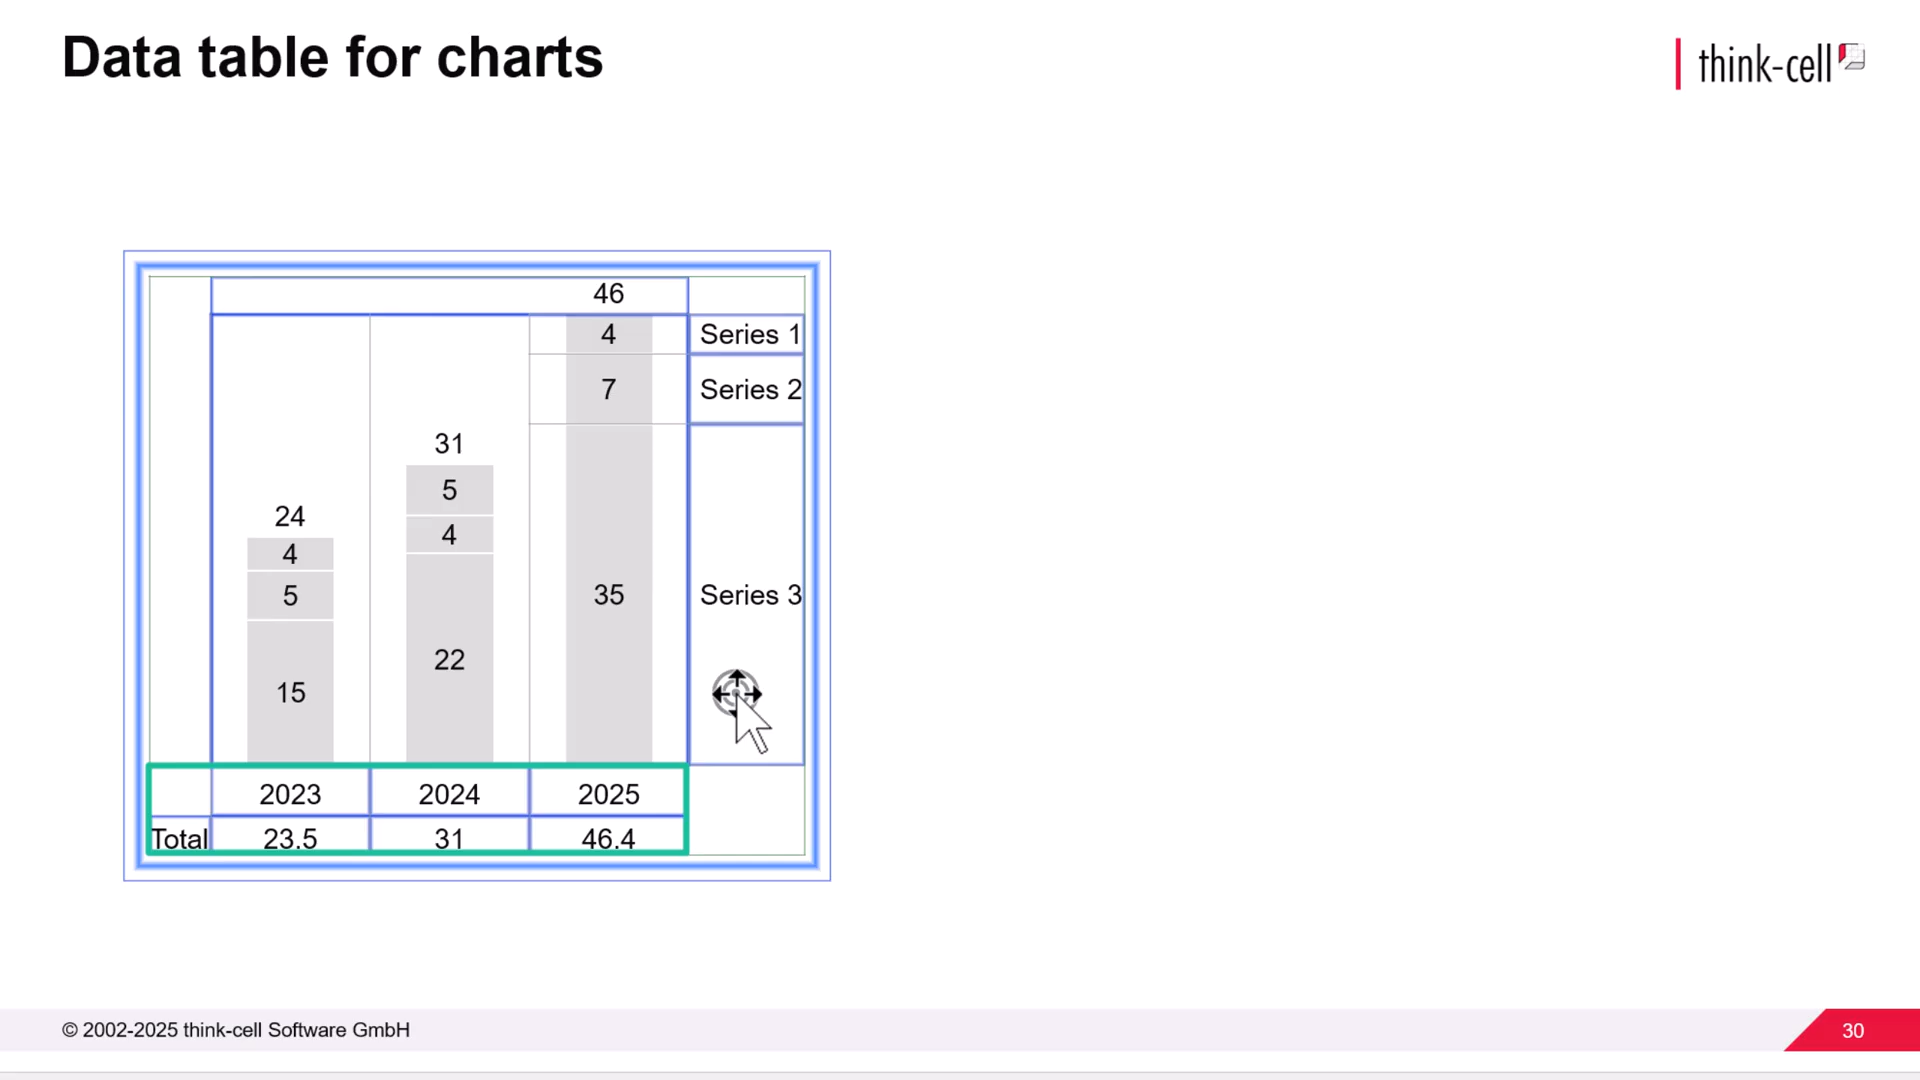 Data table for charts
think-cell
46
4 Series 1
7 Series 2
31
5
24
4
4
5
35 Series 3
22
15
2023 2024 2025
Total 23.5 31 46.4
© 2002-2025 think-cell Software GmbH
30